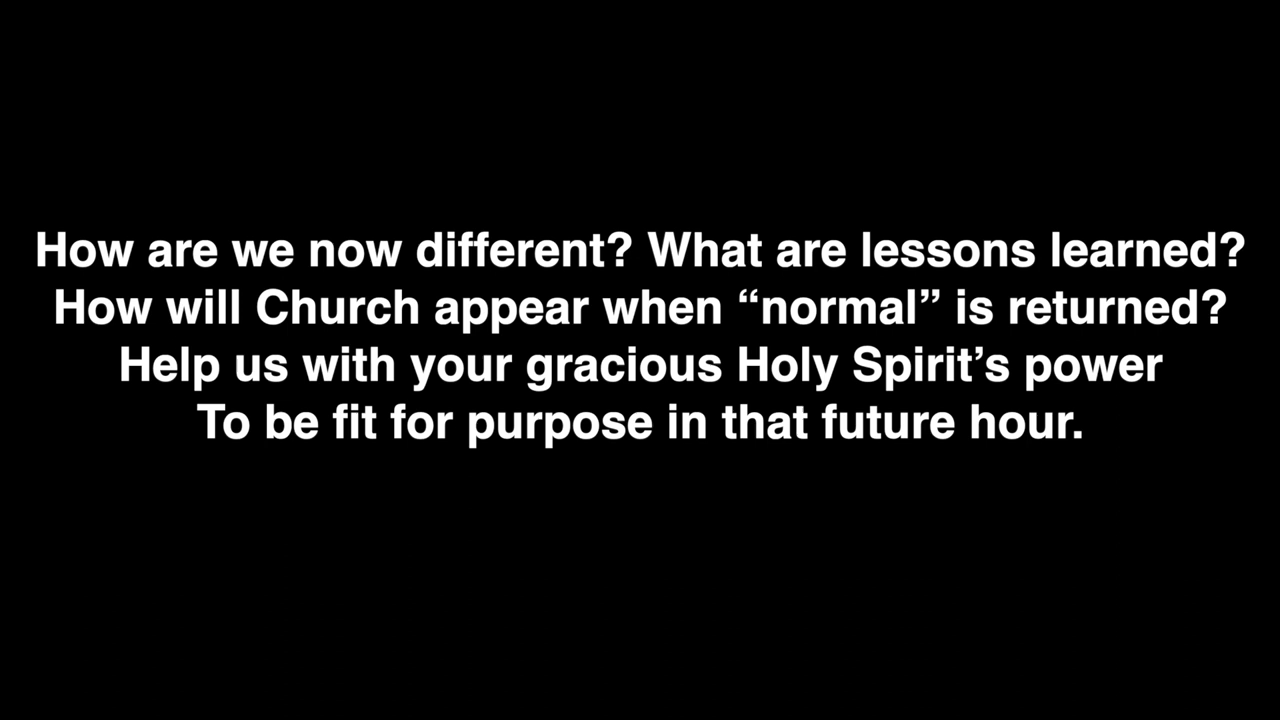 How are we now different? What are lessons learned?
How will Church appear when “normal” is returned?
Help us with your gracious Holy Spirit’s power
To be fit for purpose in that future hour.